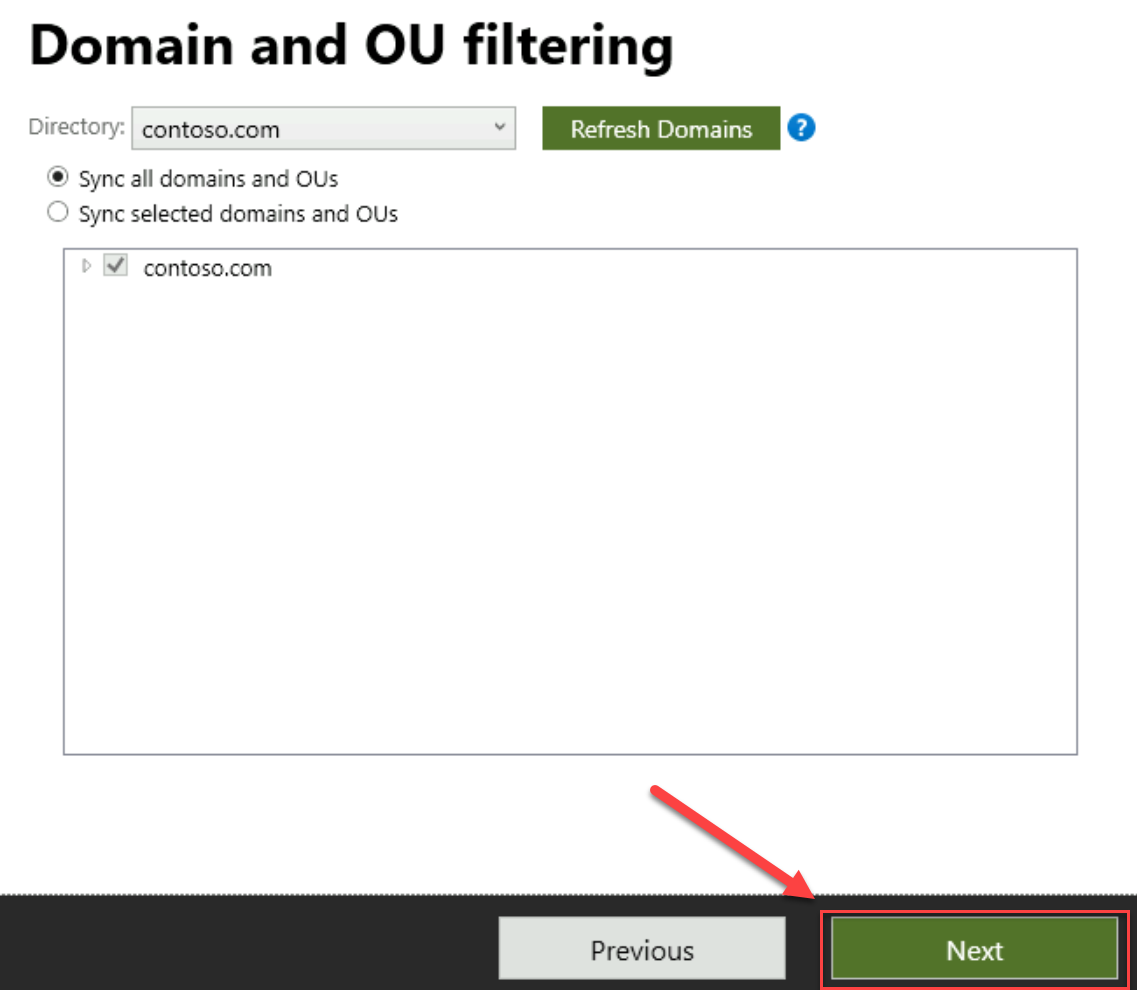 Domain and OU filtering
Directory: contoso.com Refresh Domains ?
Sync all domains and OUs
Sync selected domains and OUs
contoso.com
Previous Next